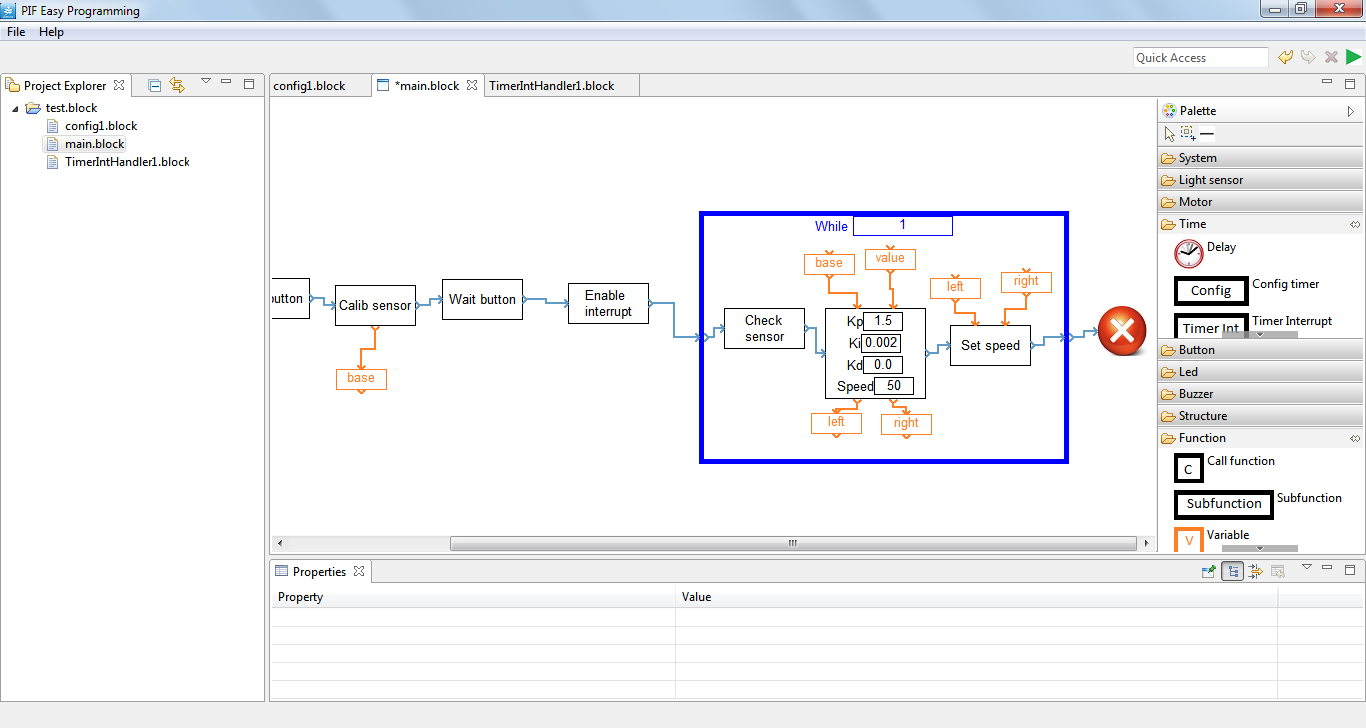 PIF Easy Programming
File Help
Quick Access
Project Explorer
test.block
config1.block
main.block
TimerIntHandler1.block
config1.block
*main.block
TimerIntHandler1.block
While 1
base
value
left
right
button
Calib sensor
Wait button
Enable
interrupt
Check
sensor
Kp 1.5
Ki 0.002
Kd 0.0
Speed 50
Set speed
base
left
right
Palette
System
Light sensor
Motor
Time
Delay
Config
Config timer
Timer Int
Timer Interrupt
Button
Led
Buzzer
Structure
Function
C
Call function
Subfunction
Subfunction
V
Variable
Properties
Property
Value